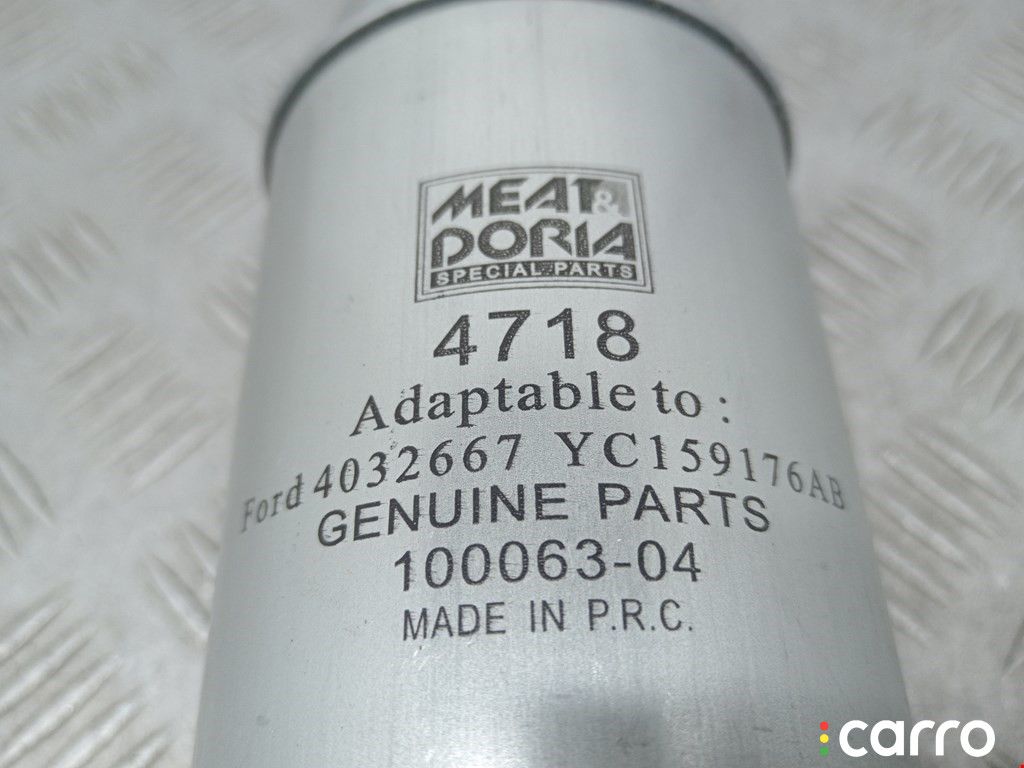 MEAT &
DORIA
SPECIAL PARTS
4718
Adaptable to :
Ford 4032667 YC159176AB
GENUINE PARTS
100063-04
MADE IN P.R.C.
carro